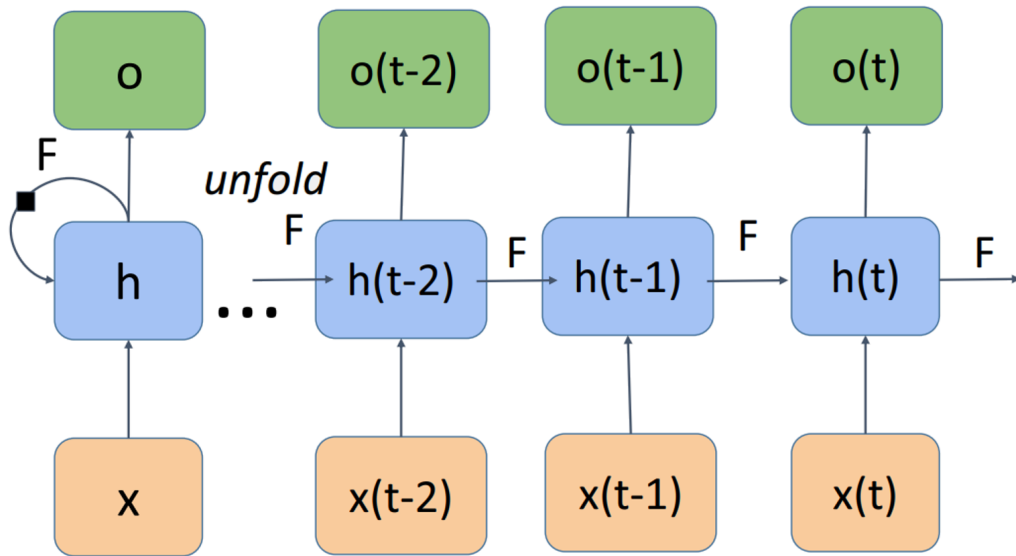 o
o(t-2)
o(t-1)
o(t)
F
unfold
F
F
F
F
h
...
h(t-2)
h(t-1)
h(t)
x
x(t-2)
x(t-1)
x(t)